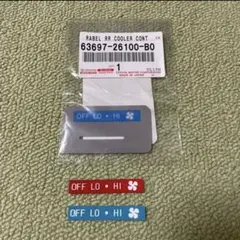 RABEL RR COOLER CONT
63697-26100-B0
1
OFF LO • HI
OFF LO • HI
OFF LO • HI